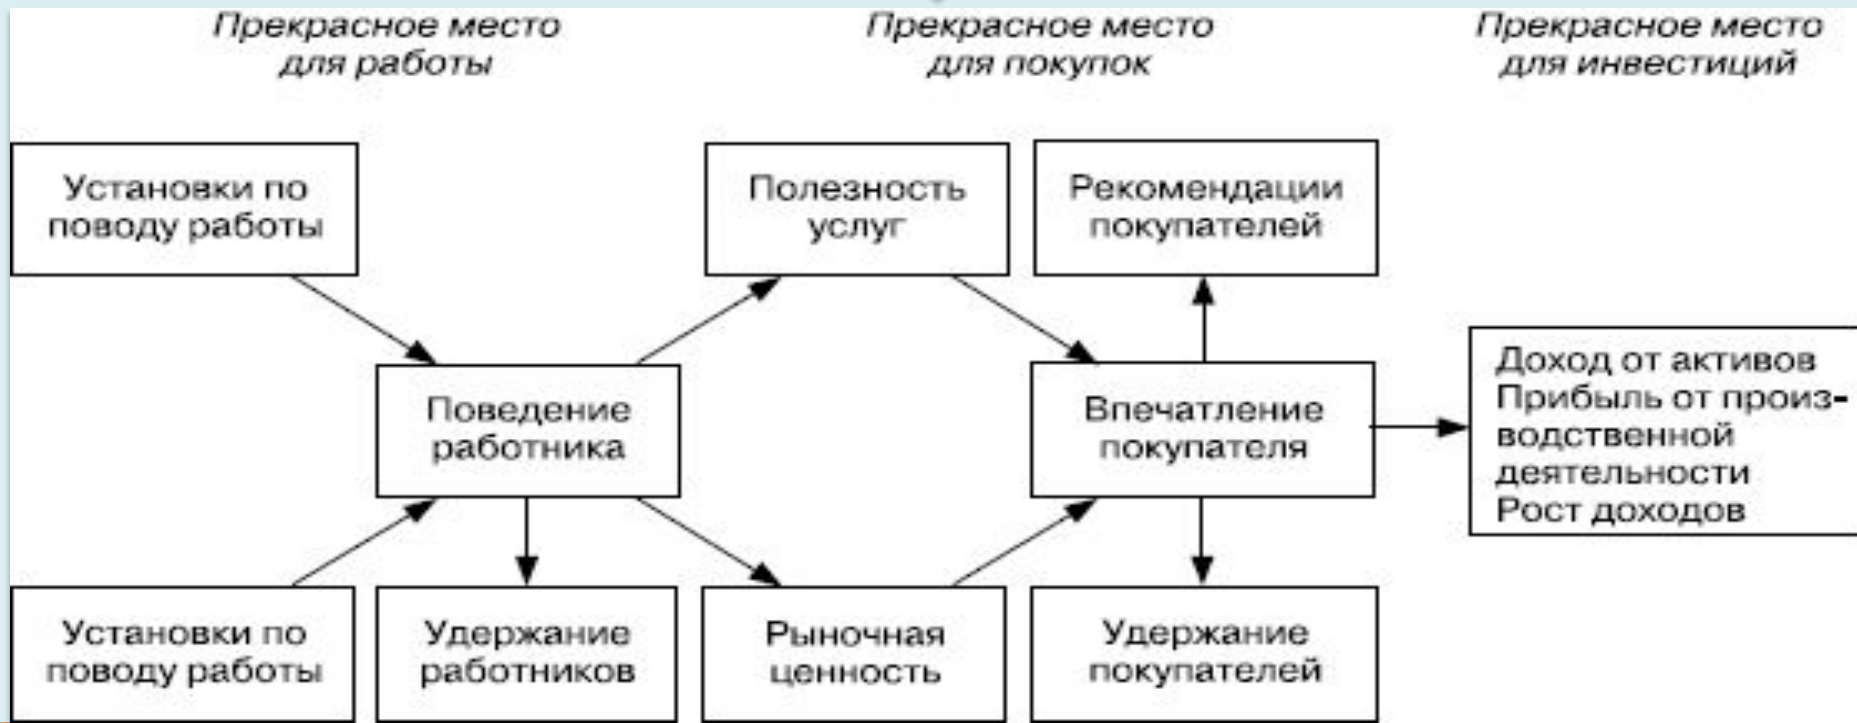 Прекрасное место
для работы
Прекрасное место
для покупок
Прекрасное место
для инвестиций
Установки по
поводу работы
Полезность
услуг
Рекомендации
покупателей
Поведение
работника
Впечатление
покупателя
Доход от активов
Прибыль от произ-
водственной
деятельности
Рост доходов
Установки по
поводу работы
Удержание
работников
Рыночная
ценность
Удержание
покупателей